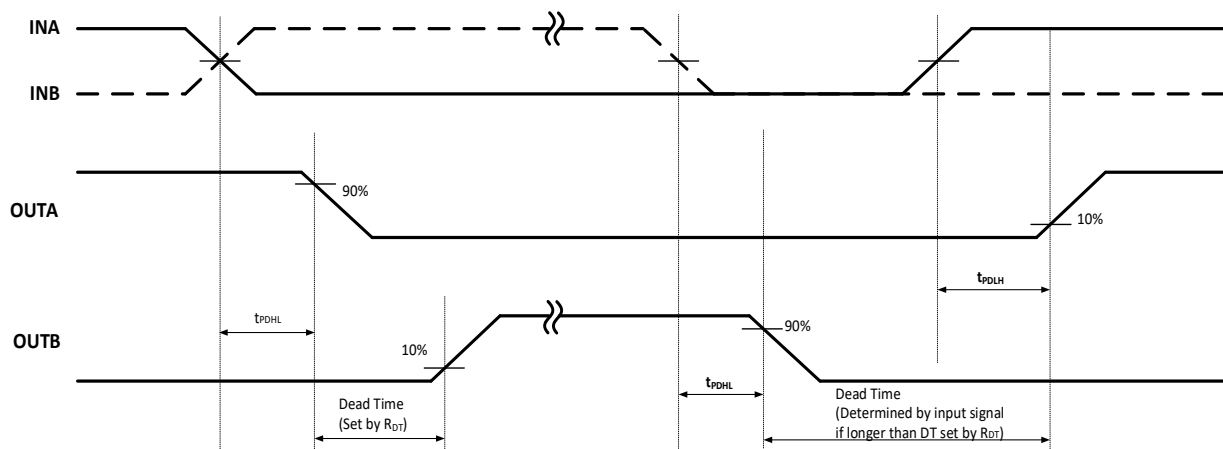 INA
INB
OUTA
90%
10%
tPDLH
OUTB
tPDHL
10%
90%
tPDHL
Dead Time
(Set by RDT)
Dead Time
(Determined by input signal
if longer than DT set by RDT)